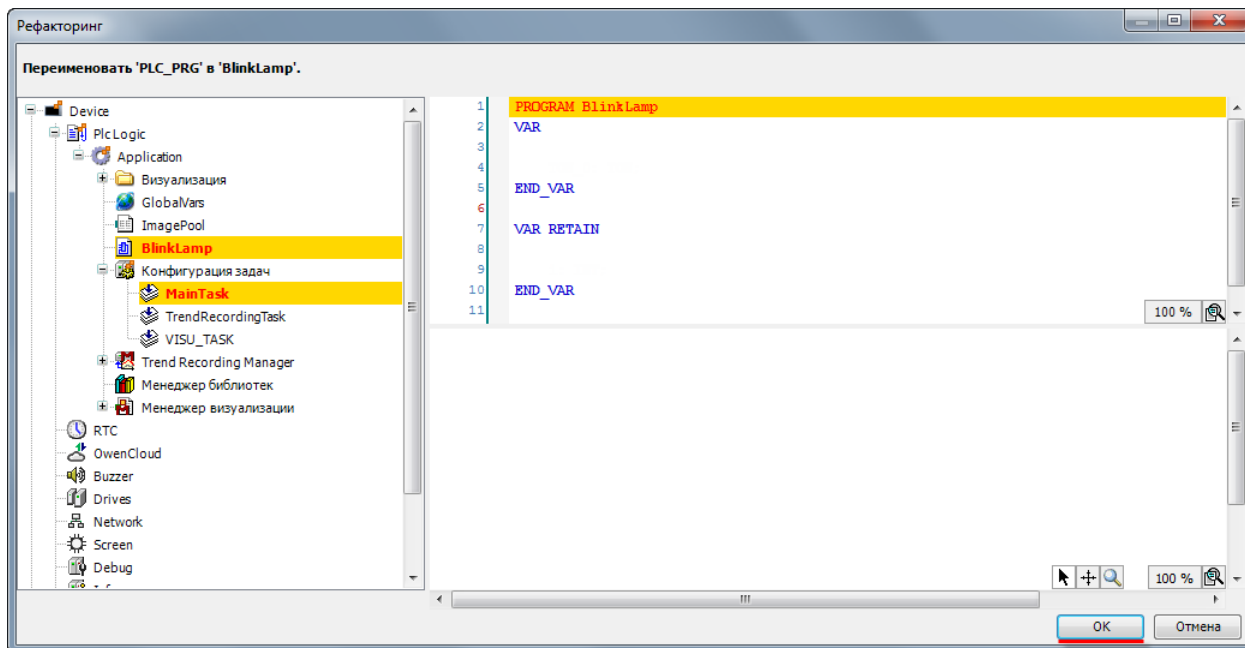 Рефакторинг
Переименовать 'PLC_PRG' в 'BlinkLamp'.
Device
PlcLogic
Application
Визуализация
GlobalVars
ImagePool
BlinkLamp
Конфигурация задач
MainTask
TrendRecordingTask
VISU_TASK
Trend Recording Manager
Менеджер библиотек
Менеджер визуализации
RTC
OwenCloud
Buzzer
Drives
Network
Screen
Debug
1 PROGRAM BlinkLamp
2 VAR
3
4
5 END_VAR
6
7 VAR RETAIN
8
9
10 END_VAR
11
100 %
100 %
OK
Отмена